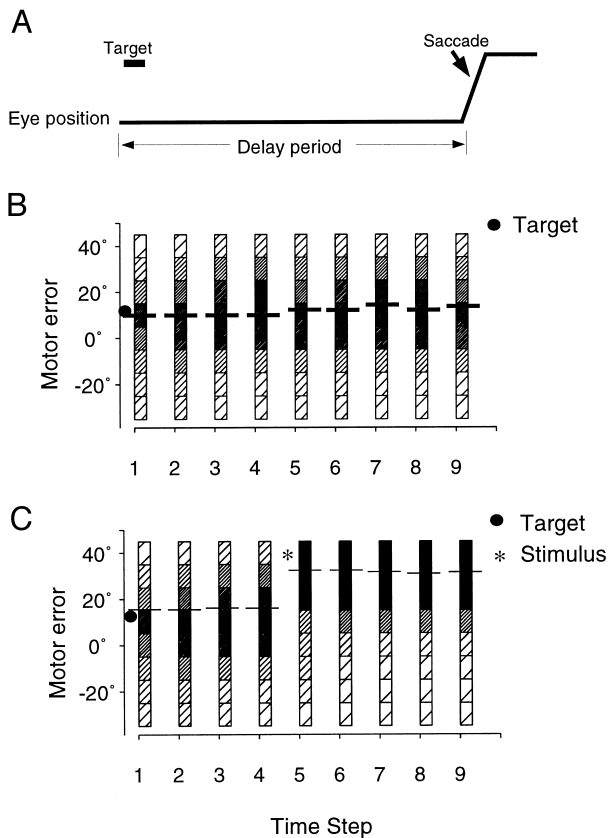 A
Target
Saccade
Eye position
Delay period
B
Target
Motor error
40°
20°
0°
-20°
1 2 3 4 5 6 7 8 9
C
Target
* Stimulus
Motor error
40°
*
20°
0°
-20°
1 2 3 4 5 6 7 8 9
Time Step